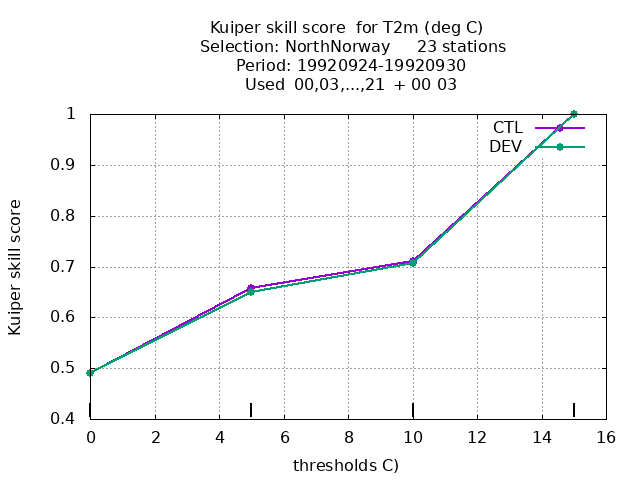 Kuiper skill score  for T2m (deg C)
Selection: NorthNorway     23 stations
Period: 19920924-19920930
Used  00,03,...,21  + 00 03
1
0.9
0.8
0.7
0.6
0.5
0.4
Kuiper skill score
CTL
DEV
0 2 4 6 8 10 12 14 16
thresholds C)